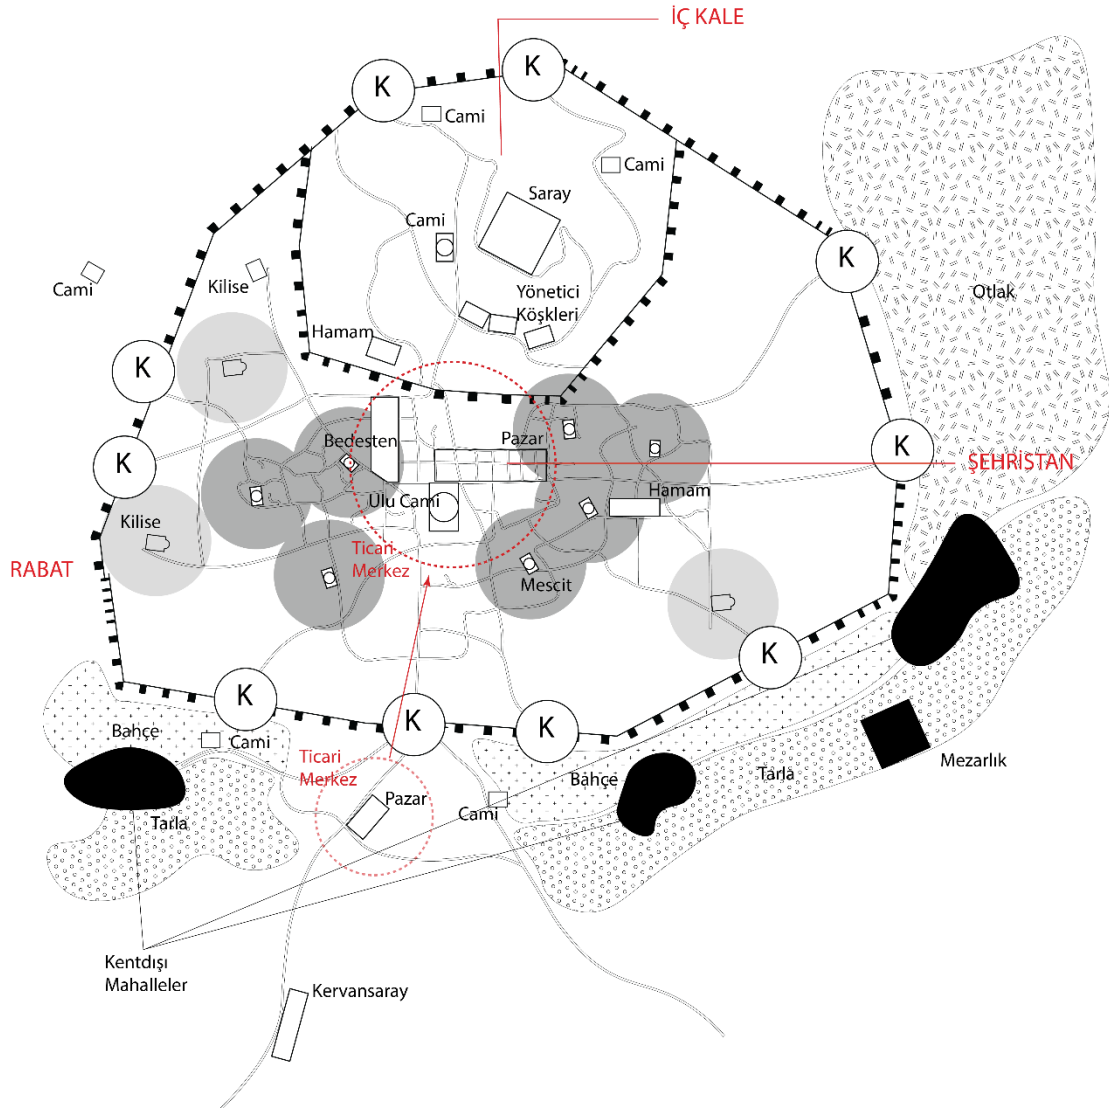 İÇ KALE
K
K
Cami
Cami
Saray
Cami
K
Kilise
Cami
Otlak
Yönetici
Köşkleri
Hamam
K
Bedesten
Pazar
K
K
ŞEHRİSTAN
Hamam
Ulu Cami
Kilise
Ticari
Merkez
RABAT
Mescit
K
K
K
K
Bahçe
Cami
Ticari
Merkez
Bahçe
Tarla
Mezarlık
Pazar
Cami
Tarla
Kentdışı
Mahalleler
Kervansaray